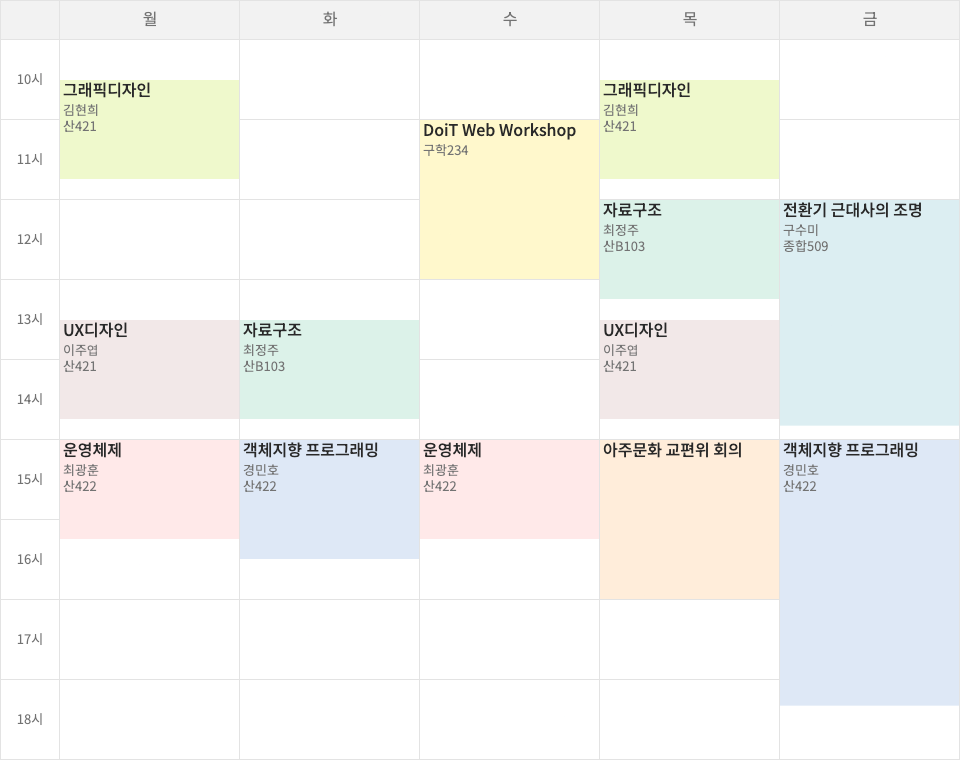 월
화
수
목
금
10시
11시
12시
13시
14시
15시
16시
17시
18시
그래픽디자인
김현희
산421
UX디자인
이주엽
산421
운영체제
최광훈
산422
자료구조
최정주
산B103
객체지향 프로그래밍
경민호
산422
DoiT Web Workshop
구학234
운영체제
최광훈
산422
그래픽디자인
김현희
산421
자료구조
최정주
산B103
UX디자인
이주엽
산421
아주문화 교편위 회의
전환기 근대사의 조명
구수미
종합509
객체지향 프로그래밍
경민호
산422